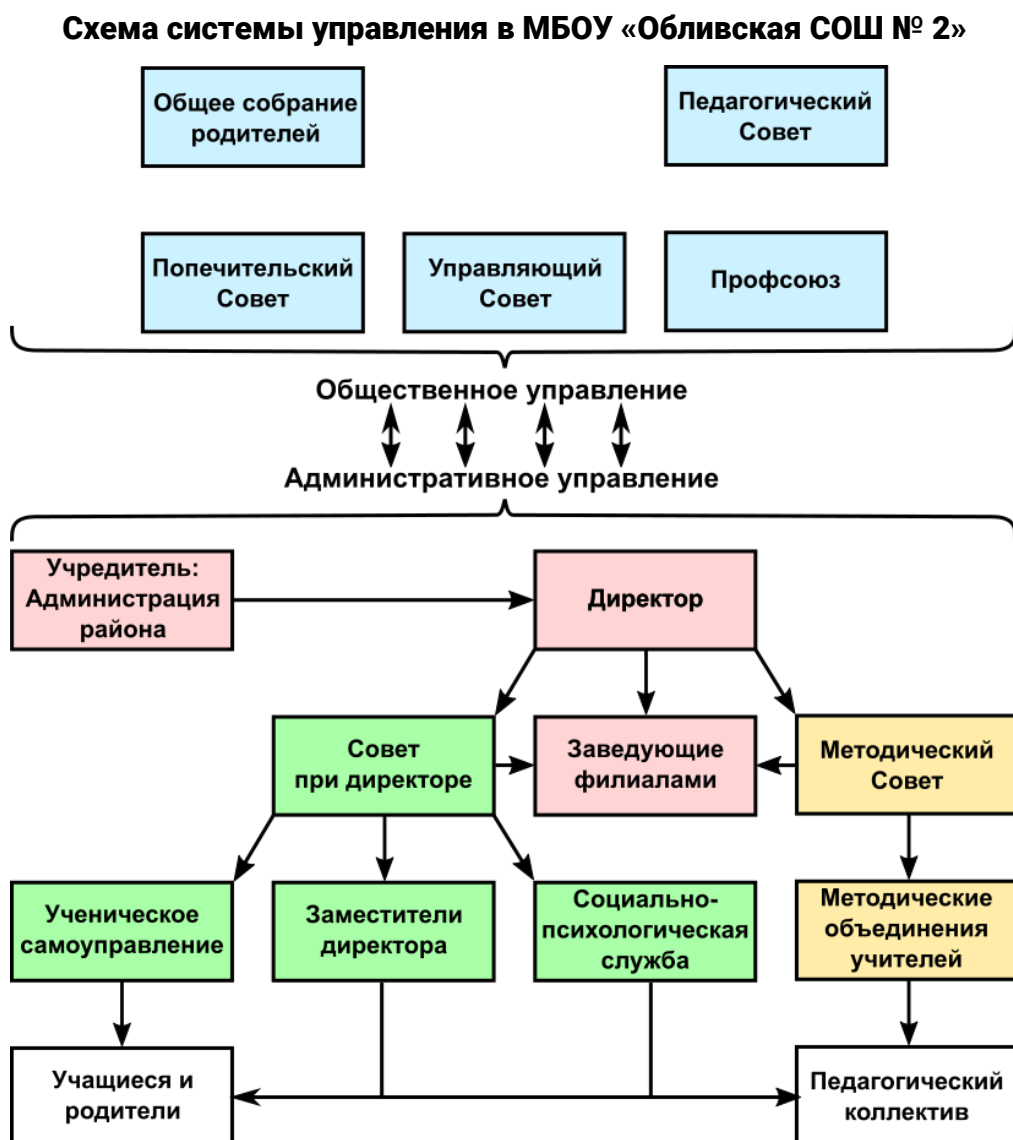 Схема системы управления в МБОУ «Обливская СОШ № 2»
Общее собрание
родителей
Педагогический
Совет
Попечительский
Совет
Управляющий
Совет
Профсоюз
Общественное управление
Административное управление
Учредитель:
Администрация
района
Директор
Совет
при директоре
Заведующие
филиалами
Методический
Совет
Ученическое
самоуправление
Заместители
директора
Социально-
психологическая
служба
Методические
объединения
учителей
Учащиеся и
родители
Педагогический
коллектив